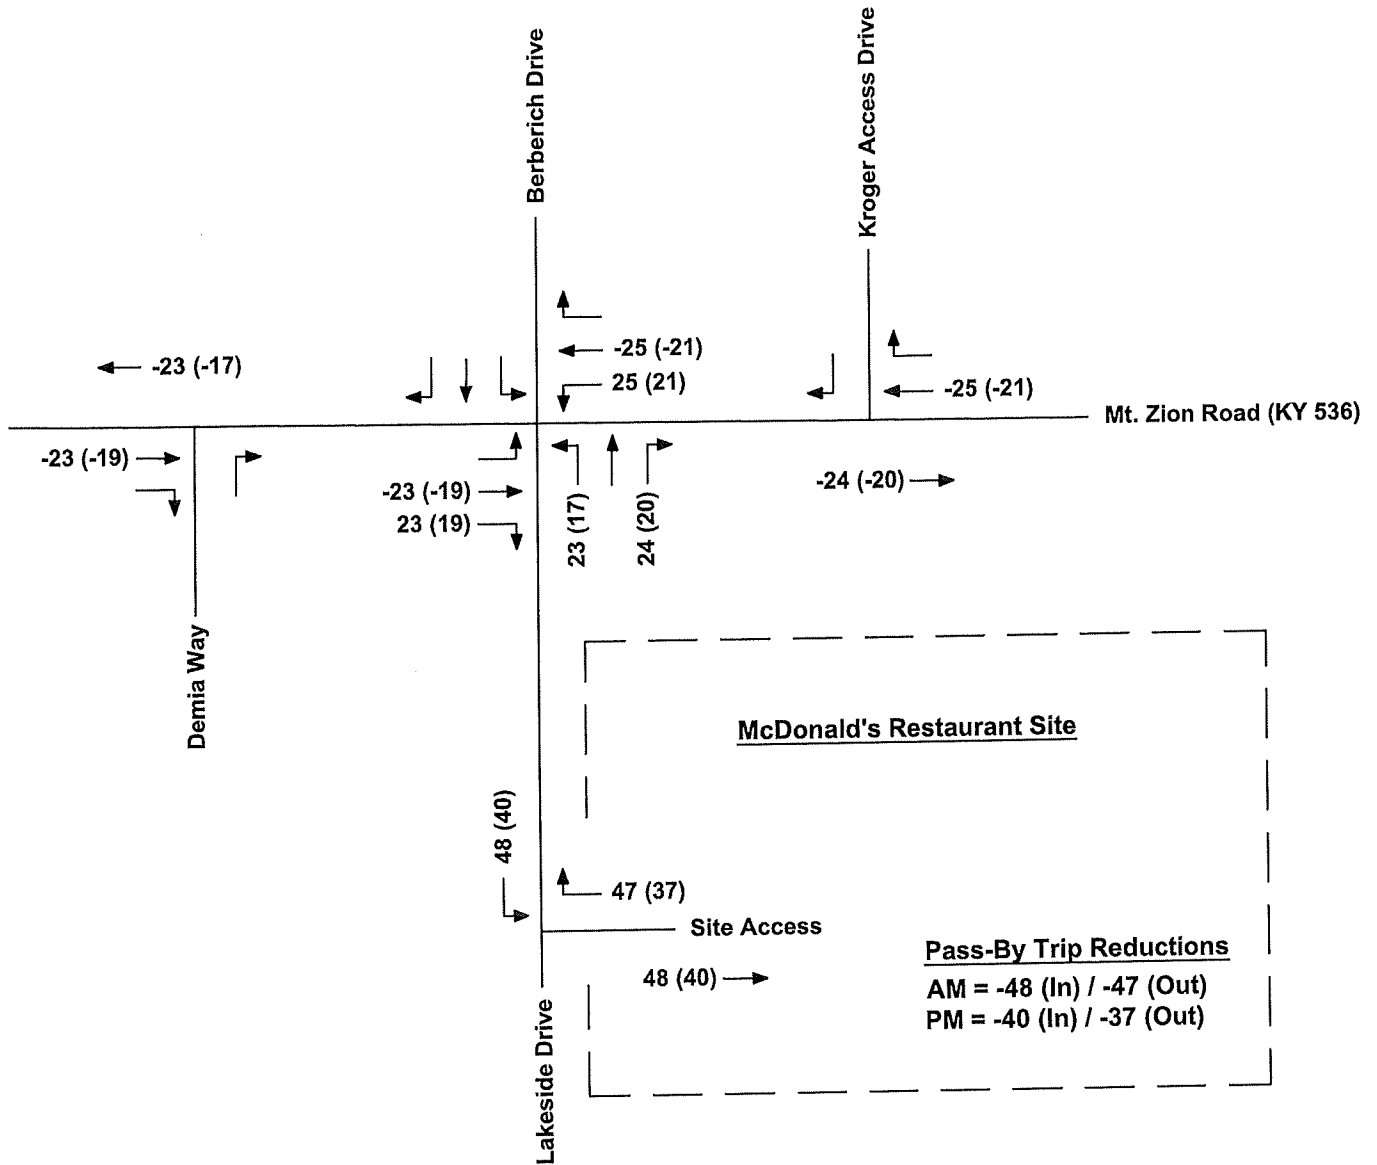 Berberich Drive
Kroger Access Drive
-23 (-17)
-25 (-21)
25 (21)
-25 (-21)
Mt. Zion Road (KY 536)
-23 (-19)
-23 (-19)
23 (19)
23 (17)
24 (20)
-24 (-20)
Demia Way
McDonald's Restaurant Site
48 (40)
47 (37)
Site Access
48 (40)
Pass-By Trip Reductions
AM = -48 (In) / -47 (Out)
PM = -40 (In) / -37 (Out)
Lakeside Drive